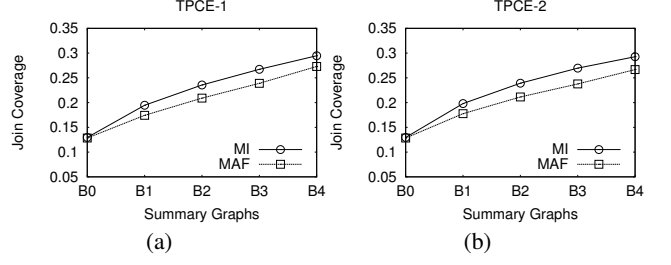 TPCE-1
0.35
0.3
0.25
0.2
0.15
0.1
0.05
Join Coverage
MI
MAF
B0 B1 B2 B3 B4
Summary Graphs
(a)
TPCE-2
0.35
0.3
0.25
0.2
0.15
0.1
0.05
Join Coverage
MI
MAF
B0 B1 B2 B3 B4
Summary Graphs
(b)